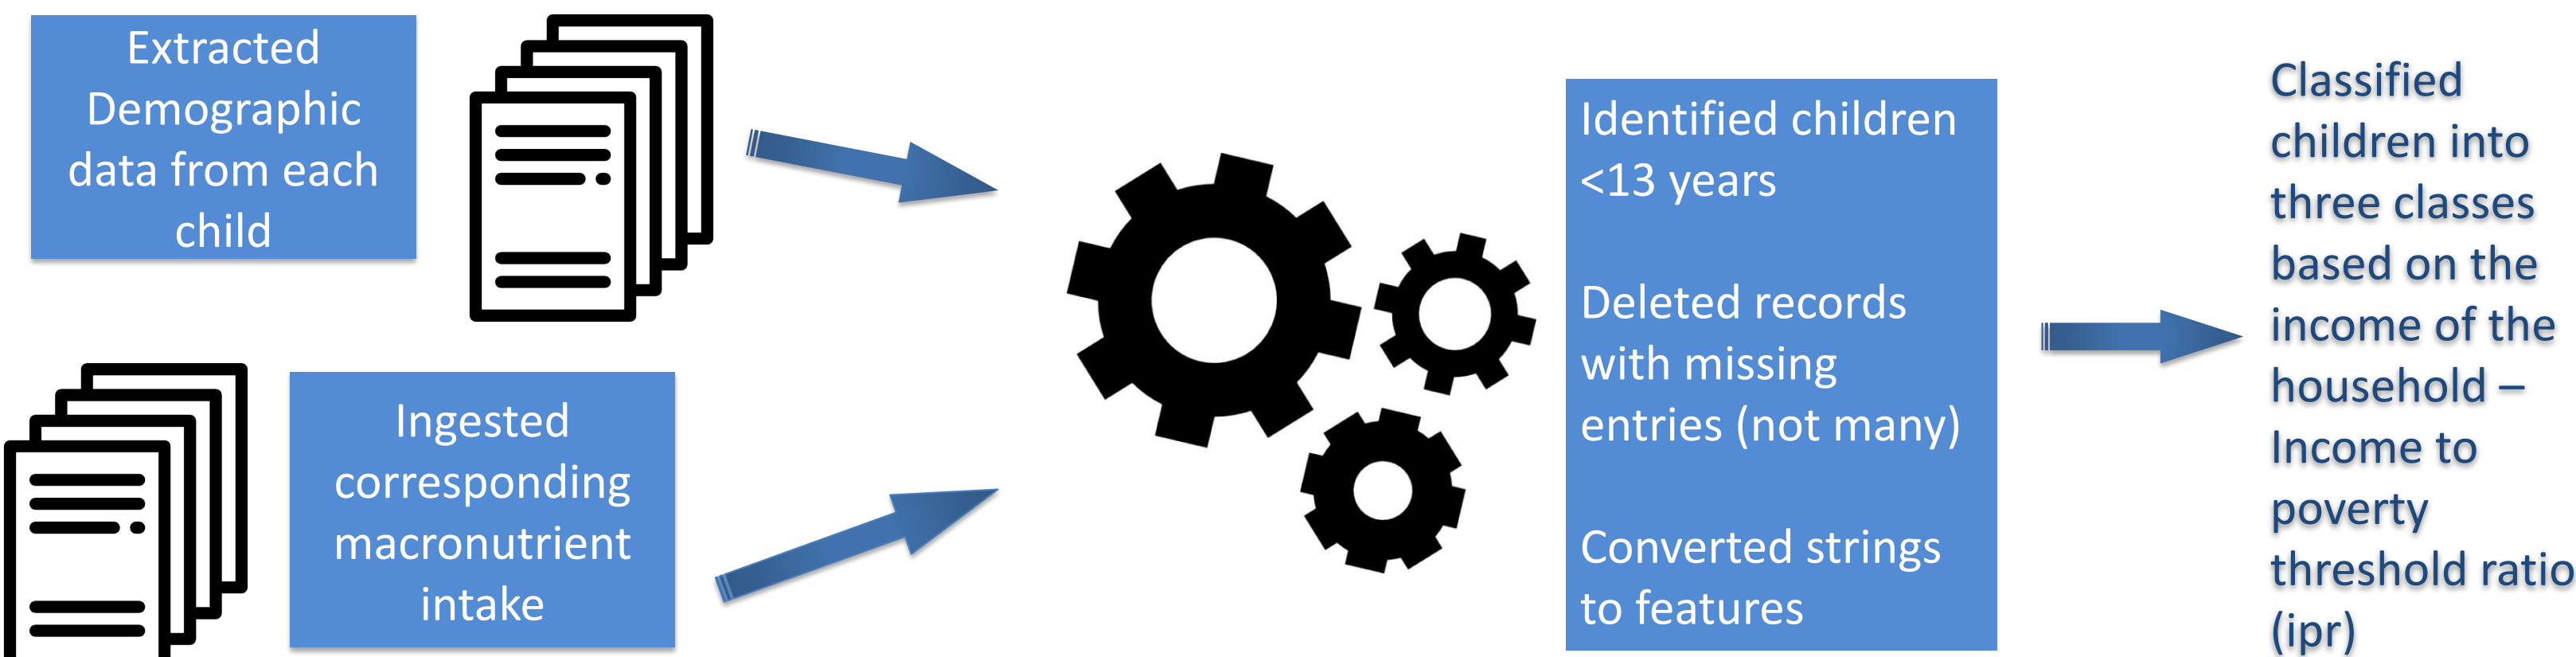 Extracted
Demographic
data from each
child
Ingested
corresponding
macronutrient
intake
Identified children
<13 years
Deleted records
with missing
entries (not many)
Converted strings
to features
Classified
children into
three classes
based on the
income of the
household –
Income to
poverty
threshold ratio
(ipr)